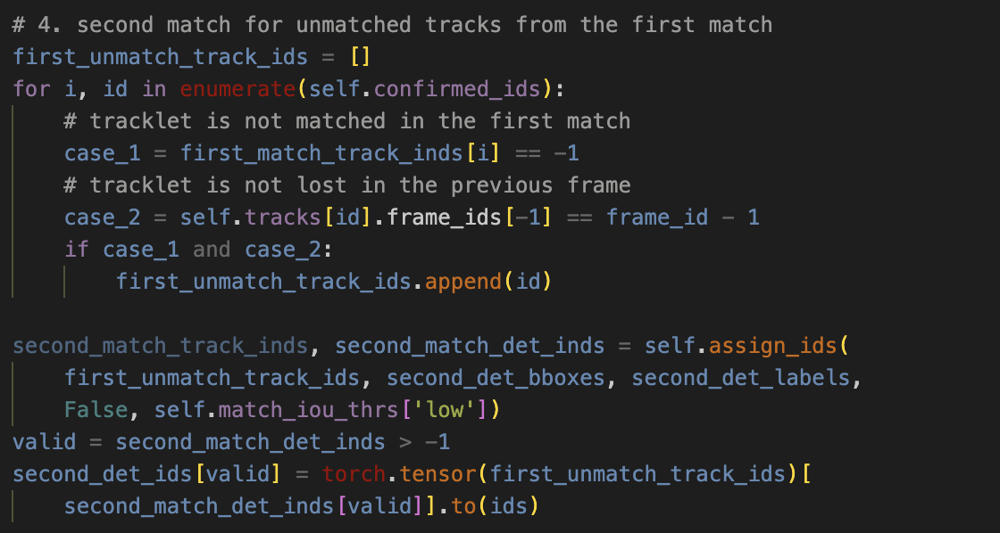 # 4. second match for unmatched tracks from the first match
first_unmatch_track_ids = []
for i, id in enumerate(self.confirmed_ids):
    # tracklet is not matched in the first match
    case_1 = first_match_track_inds[i] == -1
    # tracklet is not lost in the previous frame
    case_2 = self.tracks[id].frame_ids[-1] == frame_id - 1
    if case_1 and case_2:
        first_unmatch_track_ids.append(id)

second_match_track_inds, second_match_det_inds = self.assign_ids(
    first_unmatch_track_ids, second_det_bboxes, second_det_labels,
    False, self.match_iou_thrs['low'])
valid = second_match_det_inds > -1
second_det_ids[valid] = torch.tensor(first_unmatch_track_ids)[
    second_match_det_inds[valid]].to(ids)